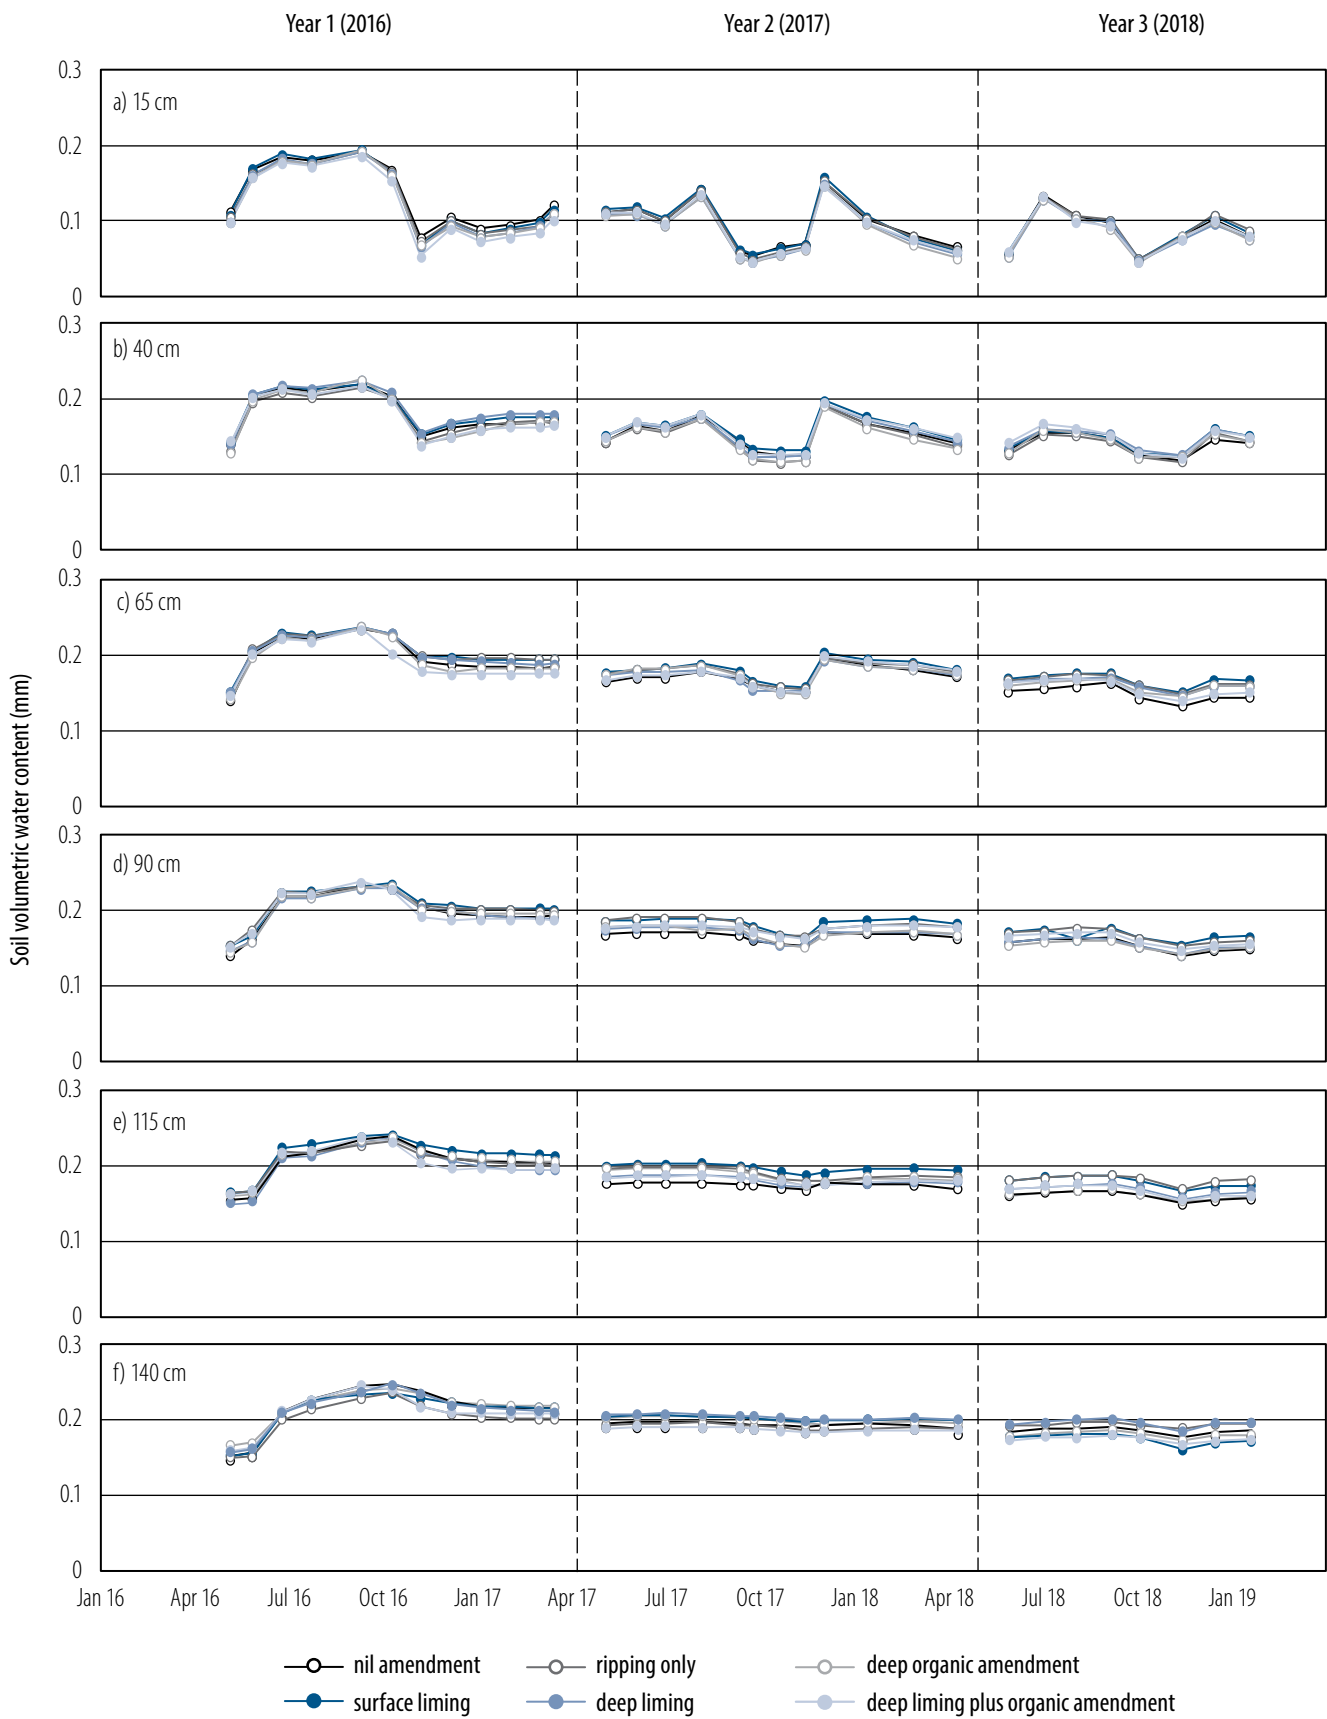 Year 1 (2016) Year 2 (2017) Year 3 (2018)
0.3
a) 15 cm
0.2
0.1
0
0.3
b) 40 cm
0.2
0.1
0
0.3
c) 65 cm
0.2
0.1
0
Soil volumetric water content (mm)
0.3
d) 90 cm
0.2
0.1
0
0.3
e) 115 cm
0.2
0.1
0
0.3
f) 140 cm
0.2
0.1
0
Jan 16 Apr 16 Jul 16 Oct 16 Jan 17 Apr 17 Jul 17 Oct 17 Jan 18 Apr 18 Jul 18 Oct 18 Jan 19
nil amendment ripping only deep organic amendment
surface liming deep liming deep liming plus organic amendment